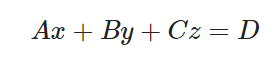 Ax + By + Cz = D